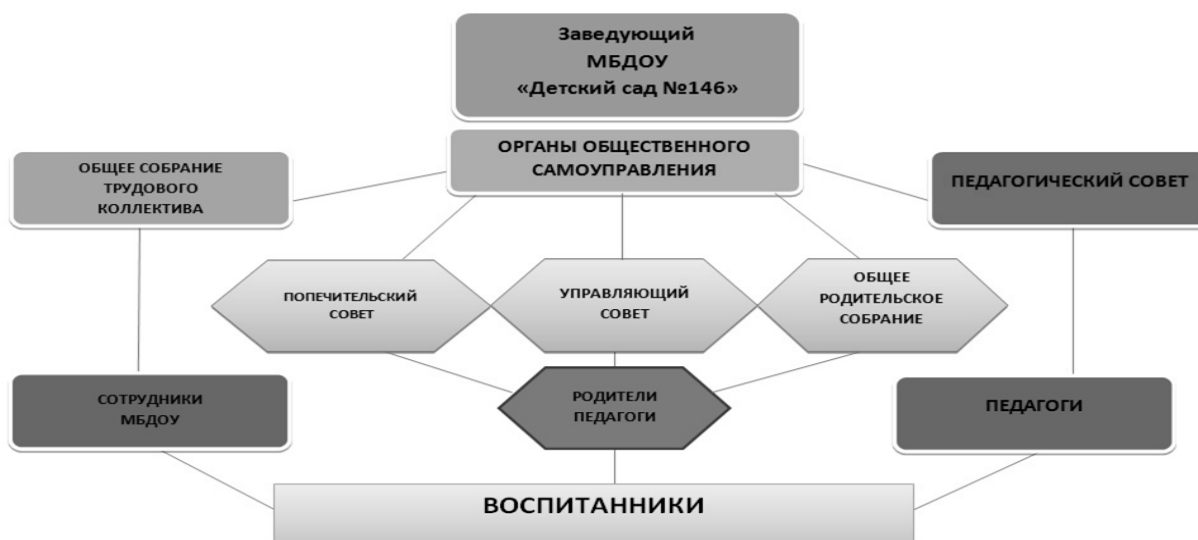 Заведующий
МБДОУ
«Детский сад №146»
ОРГАНЫ ОБЩЕСТВЕННОГО
САМОУПРАВЛЕНИЯ
ОБЩЕЕ СОБРАНИЕ
ТРУДОВОГО
КОЛЛЕКТИВА
ПЕДАГОГИЧЕСКИЙ СОВЕТ
ПОПЕЧИТЕЛЬСКИЙ
СОВЕТ
УПРАВЛЯЮЩИЙ
СОВЕТ
ОБЩЕЕ
РОДИТЕЛЬСКОЕ
СОБРАНИЕ
СОТРУДНИКИ
МБДОУ
РОДИТЕЛИ
ПЕДАГОГИ
ПЕДАГОГИ
ВОСПИТАННИКИ